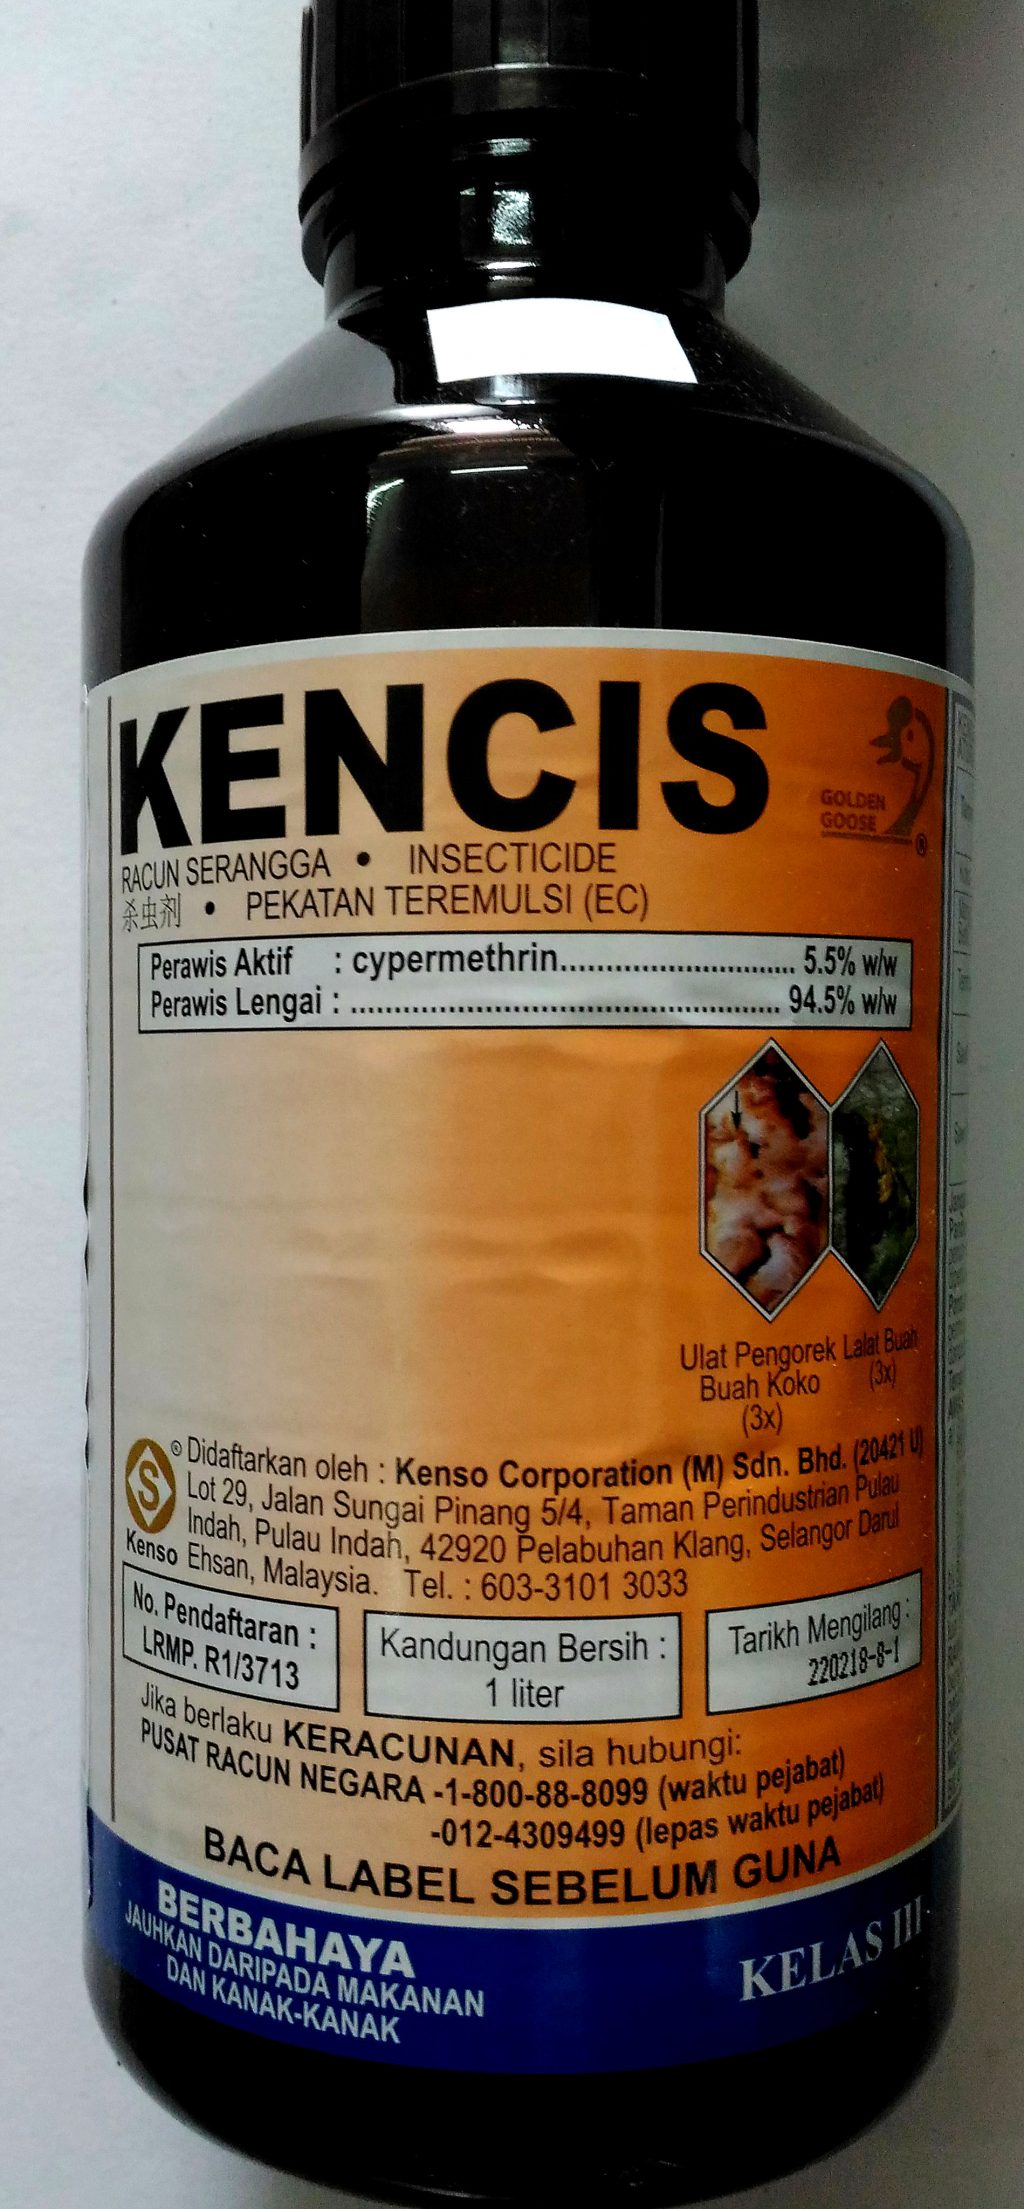 KENCIS
GOLDEN
GOOSE
®
RACUN SERANGGA • INSECTICIDE
杀虫剂 • PEKATAN TEREMULSI (EC)
Perawis Aktif : cypermethrin............................ 5.5% w/w
Perawis Lengai : ................................................ 94.5% w/w
Ulat Pengorek
Buah Koko
(3x)
Lalat Buah
(3x)
S
®
Kenso
Didaftarkan oleh : Kenso Corporation (M) Sdn. Bhd. (20421 U)
Lot 29, Jalan Sungai Pinang 5/4, Taman Perindustrian Pulau
Indah, Pulau Indah, 42920 Pelabuhan Klang, Selangor Darul
Ehsan, Malaysia. Tel. : 603-3101 3033
No. Pendaftaran :
LRMP. R1/3713
Kandungan Bersih :
1 liter
Tarikh Mengilang :
220218-8-1
Jika berlaku KERACUNAN, sila hubungi:
PUSAT RACUN NEGARA -1-800-88-8099 (waktu pejabat)
-012-4309499 (lepas waktu pejabat)
BACA LABEL SEBELUM GUNA
BERBAHAYA
JAUHKAN DARIPADA MAKANAN
DAN KANAK-KANAK
KELAS III